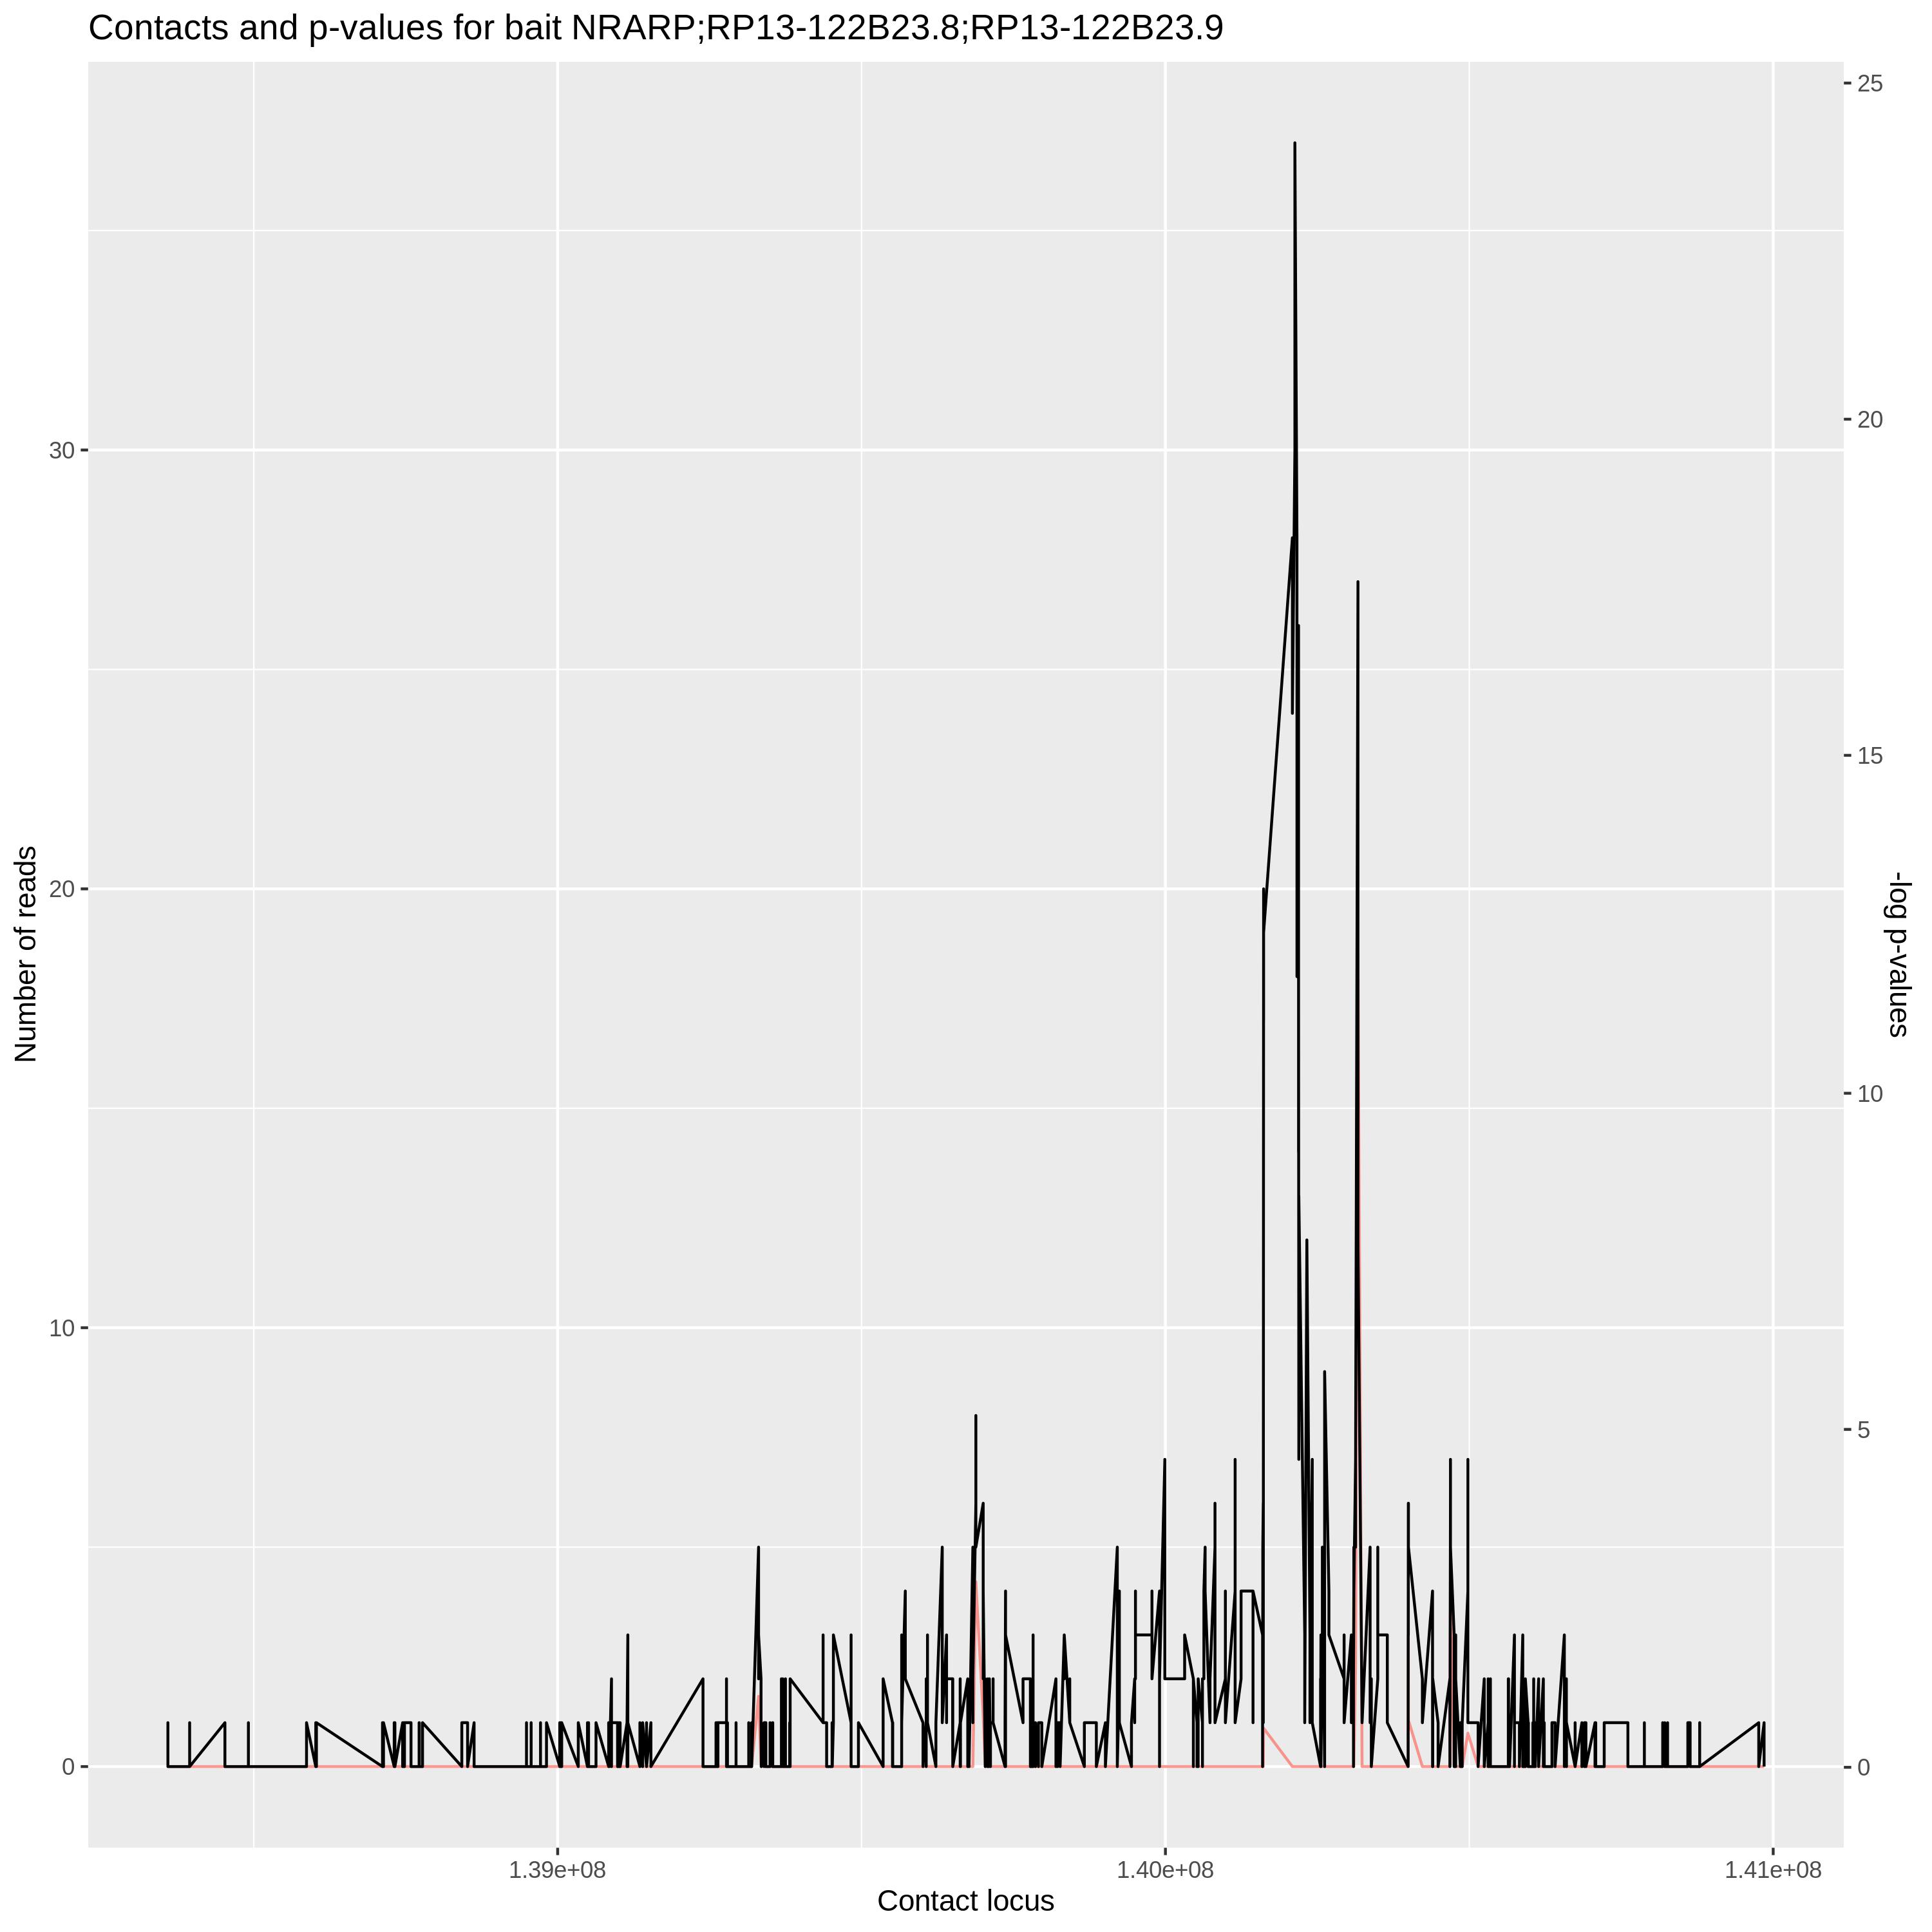 Contacts and p-values for bait NRARP;RP13-122B23.8;RP13-122B23.9
Number of reads
30
20
10
0
25
20
15
10
5
0
-log p-values
1.39e+08
1.40e+08
1.41e+08
Contact locus